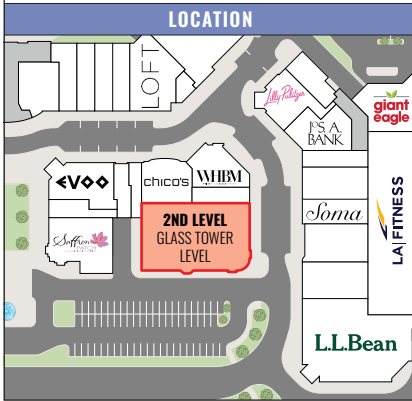 LOCATION
LOFT
Lilly Pulitzer
giant
eagle
JOS. A.
BANK
EVOO
chico's
WHBM
LA|FITNESS
Soma
2ND LEVEL
GLASS TOWER
LEVEL
Saffron
PATCH
L.L.Bean